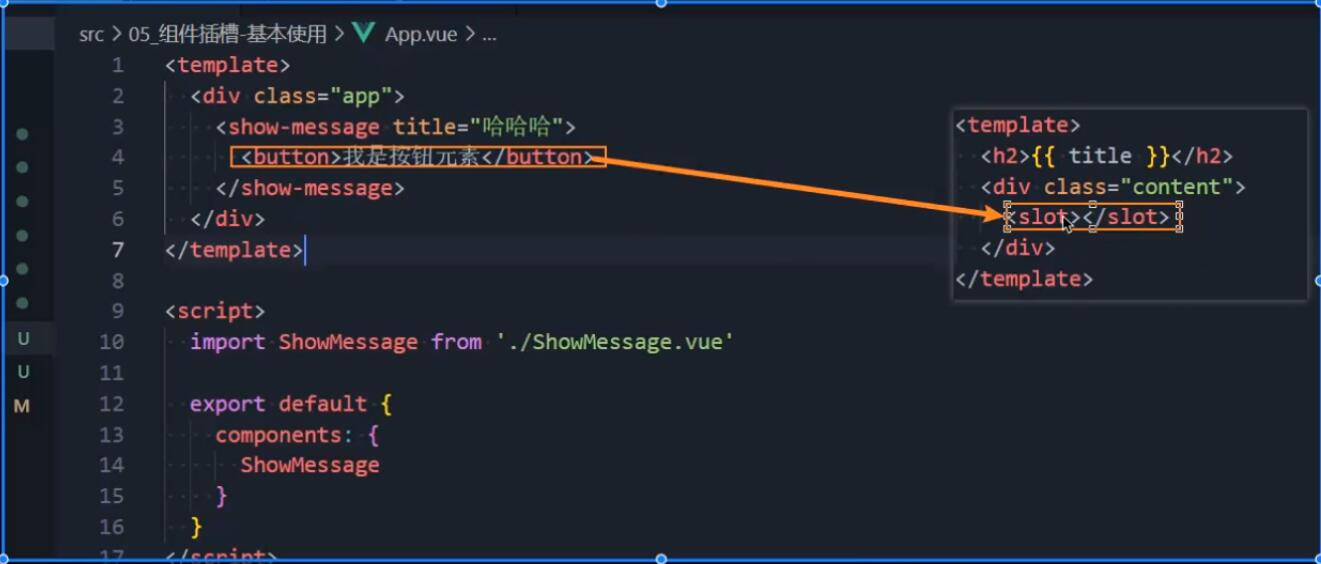 src > 05_组件插槽-基本使用 > App.vue > ...
1 <template>
2 <div class="app">
3 <show-message title="哈哈哈">
4 <button>我是按钮元素</button>
5 </show-message>
6 </div>
7 </template>
8
9 <script>
10 import ShowMessage from './ShowMessage.vue'
11
12 export default {
13 components: {
14 ShowMessage
15 }
16 }
17 </script>
U
U
M
<template>
<h2>{{ title }}</h2>
<div class="content">
<slot></slot>
</div>
</template>